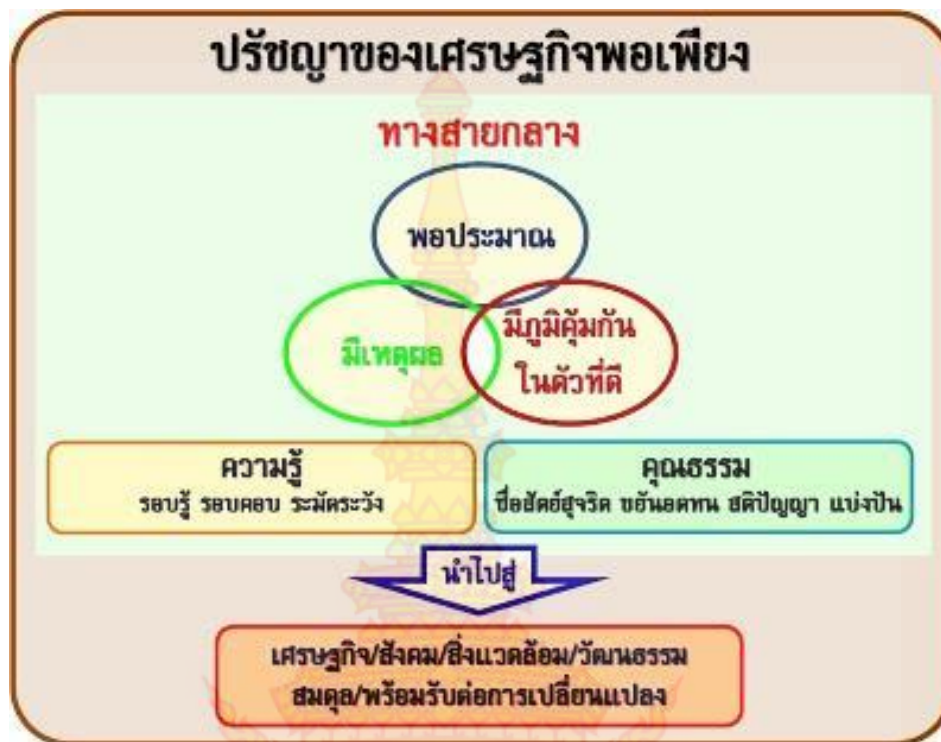 ปรัชญาของเศรษฐกิจพอเพียง
ทางสายกลาง
พอประมาณ
มีเหตุผล
มีภูมิคุ้มกัน
ในตัวที่ดี
ความรู้
รอบรู้ รอบคอบ ระมัดระวัง
คุณธรรม
ซื่อสัตย์สุจริต ขยันอดทน สติปัญญา แบ่งปัน
นำไปสู่
เศรษฐกิจ/สังคม/สิ่งแวดล้อม/วัฒนธรรม
สมดุล/พร้อมรับต่อการเปลี่ยนแปลง